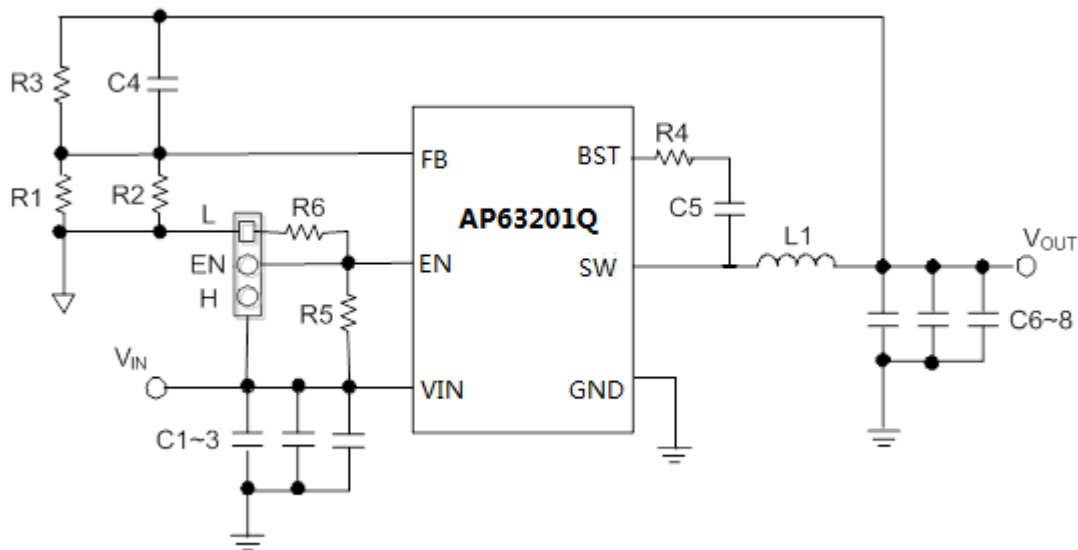 R3
C4
R4
FB
BST
R1
R2
L
R6
AP63201Q
C5
L1
VOUT
EN
EN
SW
H
R5
C6~8
VIN
VIN
GND
C1~3